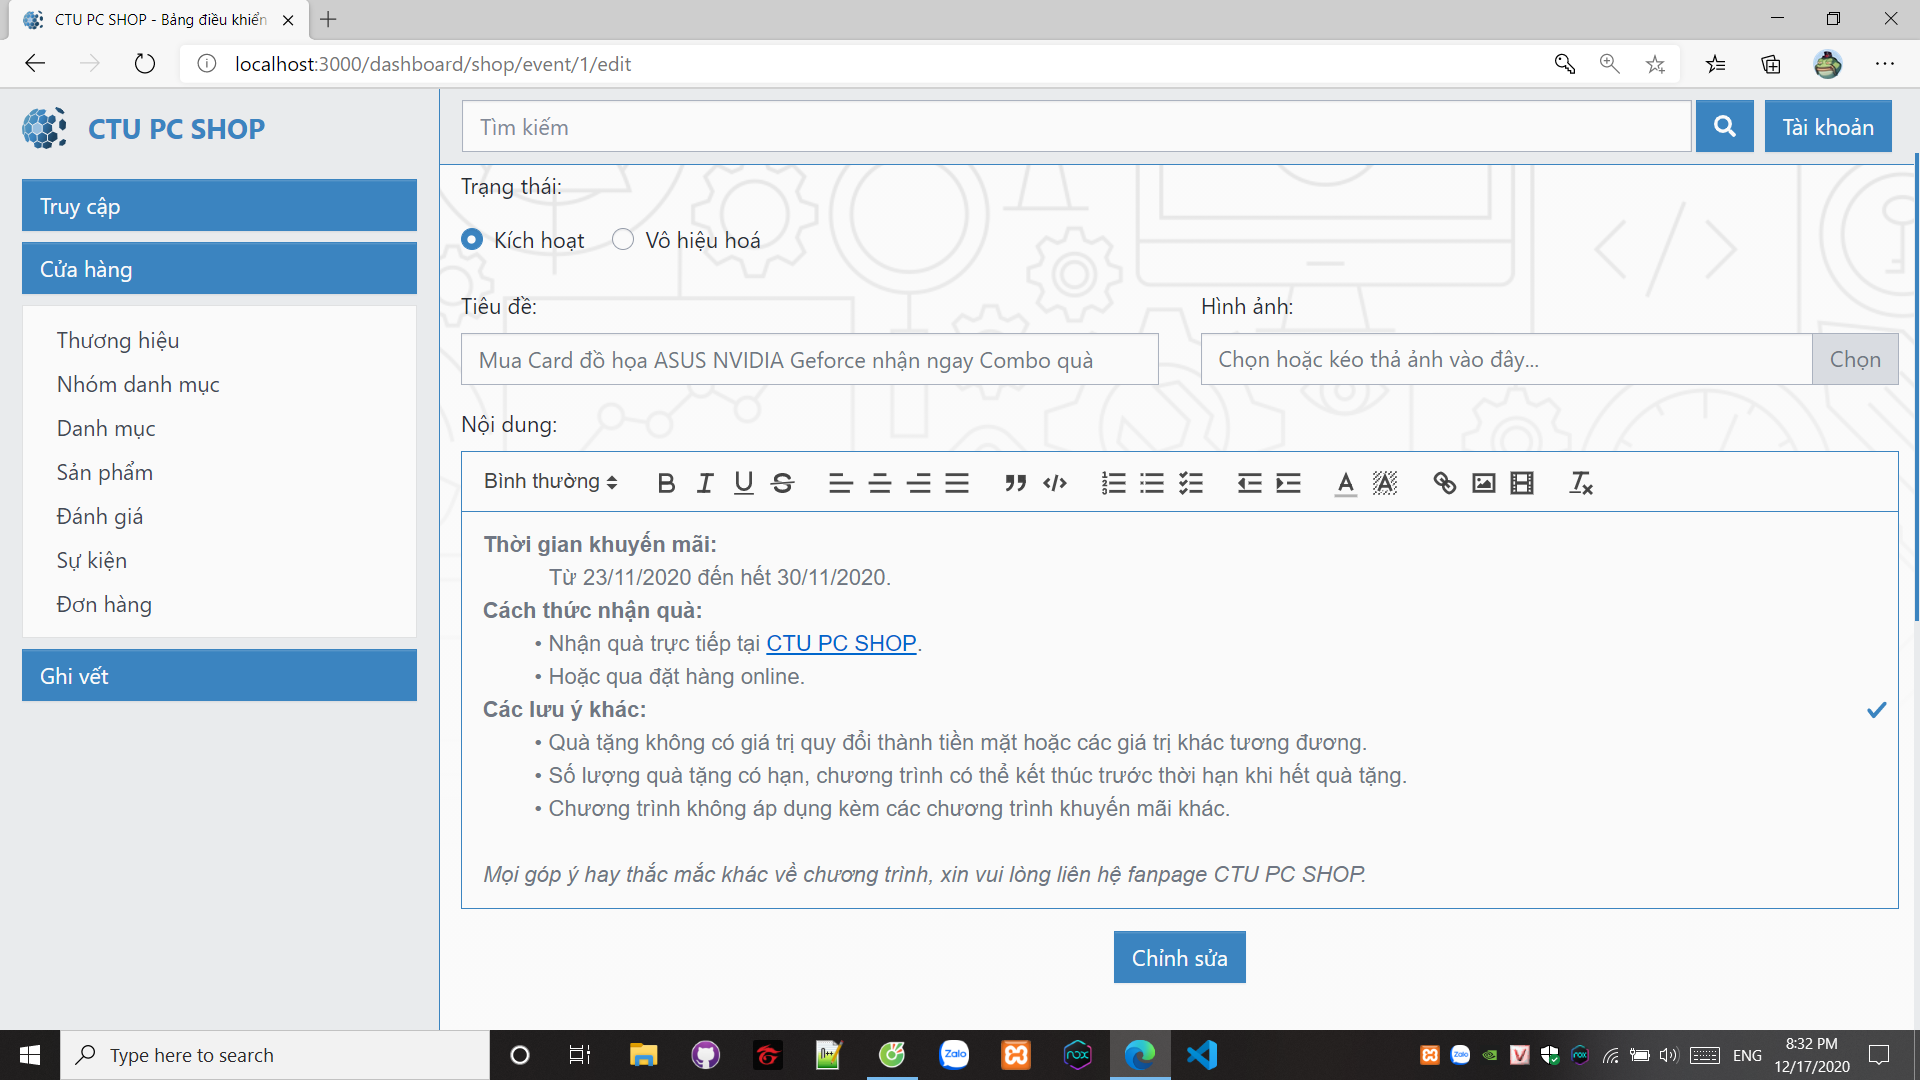 CTU PC SHOP - Bảng điều khiển
localhost:3000/dashboard/shop/event/1/edit
CTU PC SHOP
Tìm kiếm
Tài khoản
Truy cập
Cửa hàng
Thương hiệu
Nhóm danh mục
Danh mục
Sản phẩm
Đánh giá
Sự kiện
Đơn hàng
Ghi vết
Trạng thái:
Kích hoạt Vô hiệu hoá
Tiêu đề:
Mua Card đồ họa ASUS NVIDIA Geforce nhận ngay Combo quà
Hình ảnh:
Chọn hoặc kéo thả ảnh vào đây... Chọn
Nội dung:
Bình thường
Thời gian khuyến mãi:
Từ 23/11/2020 đến hết 30/11/2020.
Cách thức nhận quà:
• Nhận quà trực tiếp tại CTU PC SHOP.
• Hoặc qua đặt hàng online.
Các lưu ý khác:
• Quà tặng không có giá trị quy đổi thành tiền mặt hoặc các giá trị khác tương đương.
• Số lượng quà tặng có hạn, chương trình có thể kết thúc trước thời hạn khi hết quà tặng.
• Chương trình không áp dụng kèm các chương trình khuyến mãi khác.
Mọi góp ý hay thắc mắc khác về chương trình, xin vui lòng liên hệ fanpage CTU PC SHOP.
Chỉnh sửa
Type here to search
Zalo
nox
ENG
8:32 PM
12/17/2020